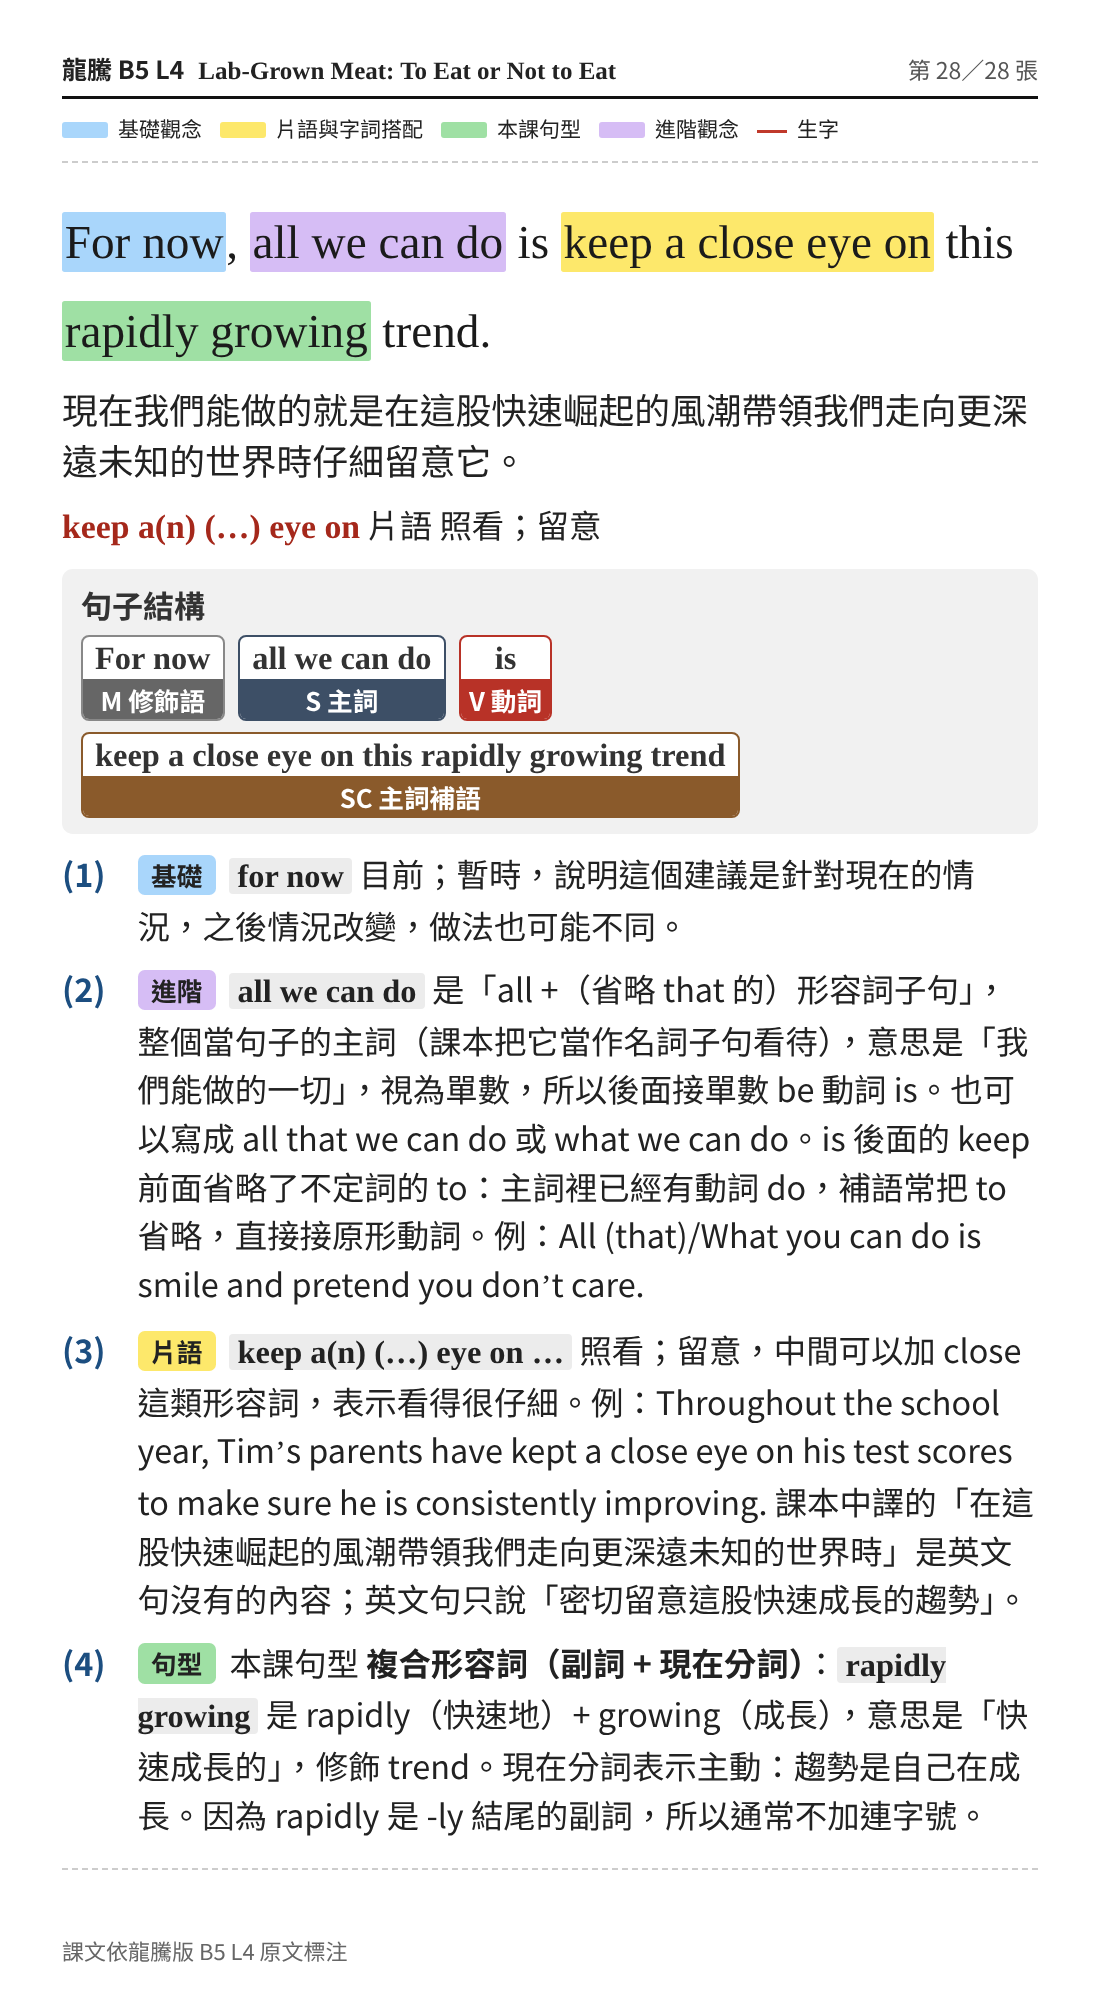 龍騰 B5 L4 Lab-Grown Meat: To Eat or Not to Eat 第 28／28 張
基礎觀念 片語與字詞搭配 本課句型 進階觀念 生字
For now, all we can do is keep a close eye on this
rapidly growing trend.
現在我們能做的就是在這股快速崛起的風潮帶領我們走向更深
遠未知的世界時仔細留意它。
keep a(n) (…) eye on 片語 照看；留意
句子結構
For now all we can do is
M 修飾語 S 主詞 V 動詞
keep a close eye on this rapidly growing trend
SC 主詞補語
(1) 基礎 for now 目前；暫時，說明這個建議是針對現在的情
況，之後情況改變，做法也可能不同。
(2) 進階 all we can do 是「all +（省略 that 的）形容詞子句」，
整個當句子的主詞（課本把它當作名詞子句看待），意思是「我
們能做的一切」，視為單數，所以後面接單數 be 動詞 is。也可
以寫成 all that we can do 或 what we can do。is 後面的 keep
前面省略了不定詞的 to：主詞裡已經有動詞 do，補語常把 to
省略，直接接原形動詞。例：All (that)/What you can do is
smile and pretend you don’t care.
(3) 片語 keep a(n) (…) eye on … 照看；留意，中間可以加 close
這類形容詞，表示看得很仔細。例：Throughout the school
year, Tim’s parents have kept a close eye on his test scores
to make sure he is consistently improving. 課本中譯的「在這
股快速崛起的風潮帶領我們走向更深遠未知的世界時」是英文
句沒有的內容；英文句只說「密切留意這股快速成長的趨勢」。
(4) 句型 本課句型 複合形容詞（副詞 + 現在分詞）：rapidly
growing 是 rapidly（快速地）+ growing（成長），意思是「快
速成長的」，修飾 trend。現在分詞表示主動：趨勢是自己在成
長。因為 rapidly 是 -ly 結尾的副詞，所以通常不加連字號。
課文依龍騰版 B5 L4 原文標注